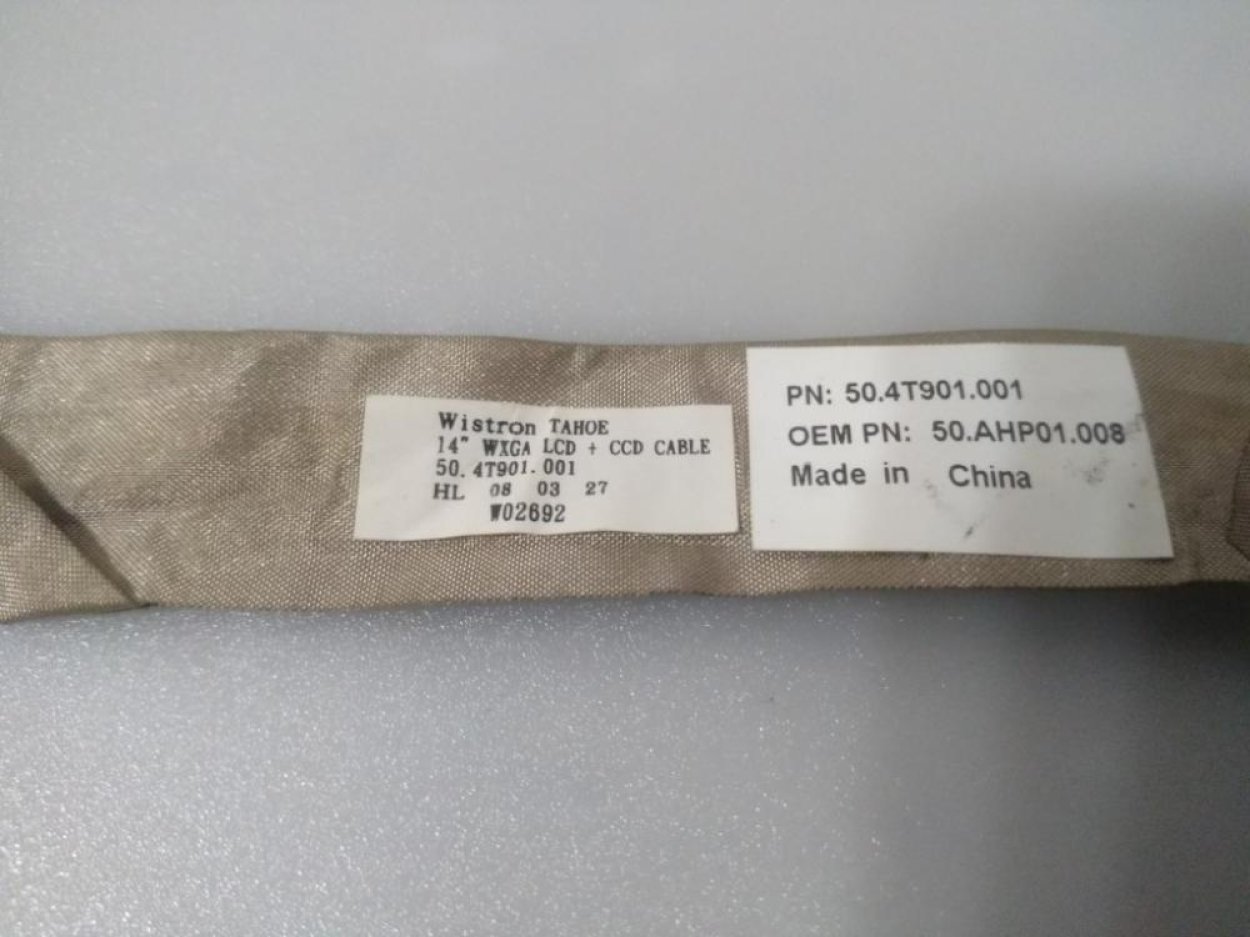 Wistron TAHOE
14" WXGA LCD + CCD CABLE
50.4T901.001
HL 08 03 27
W02692
PN: 50.4T901.001
OEM PN: 50.AHP01.008
Made in China